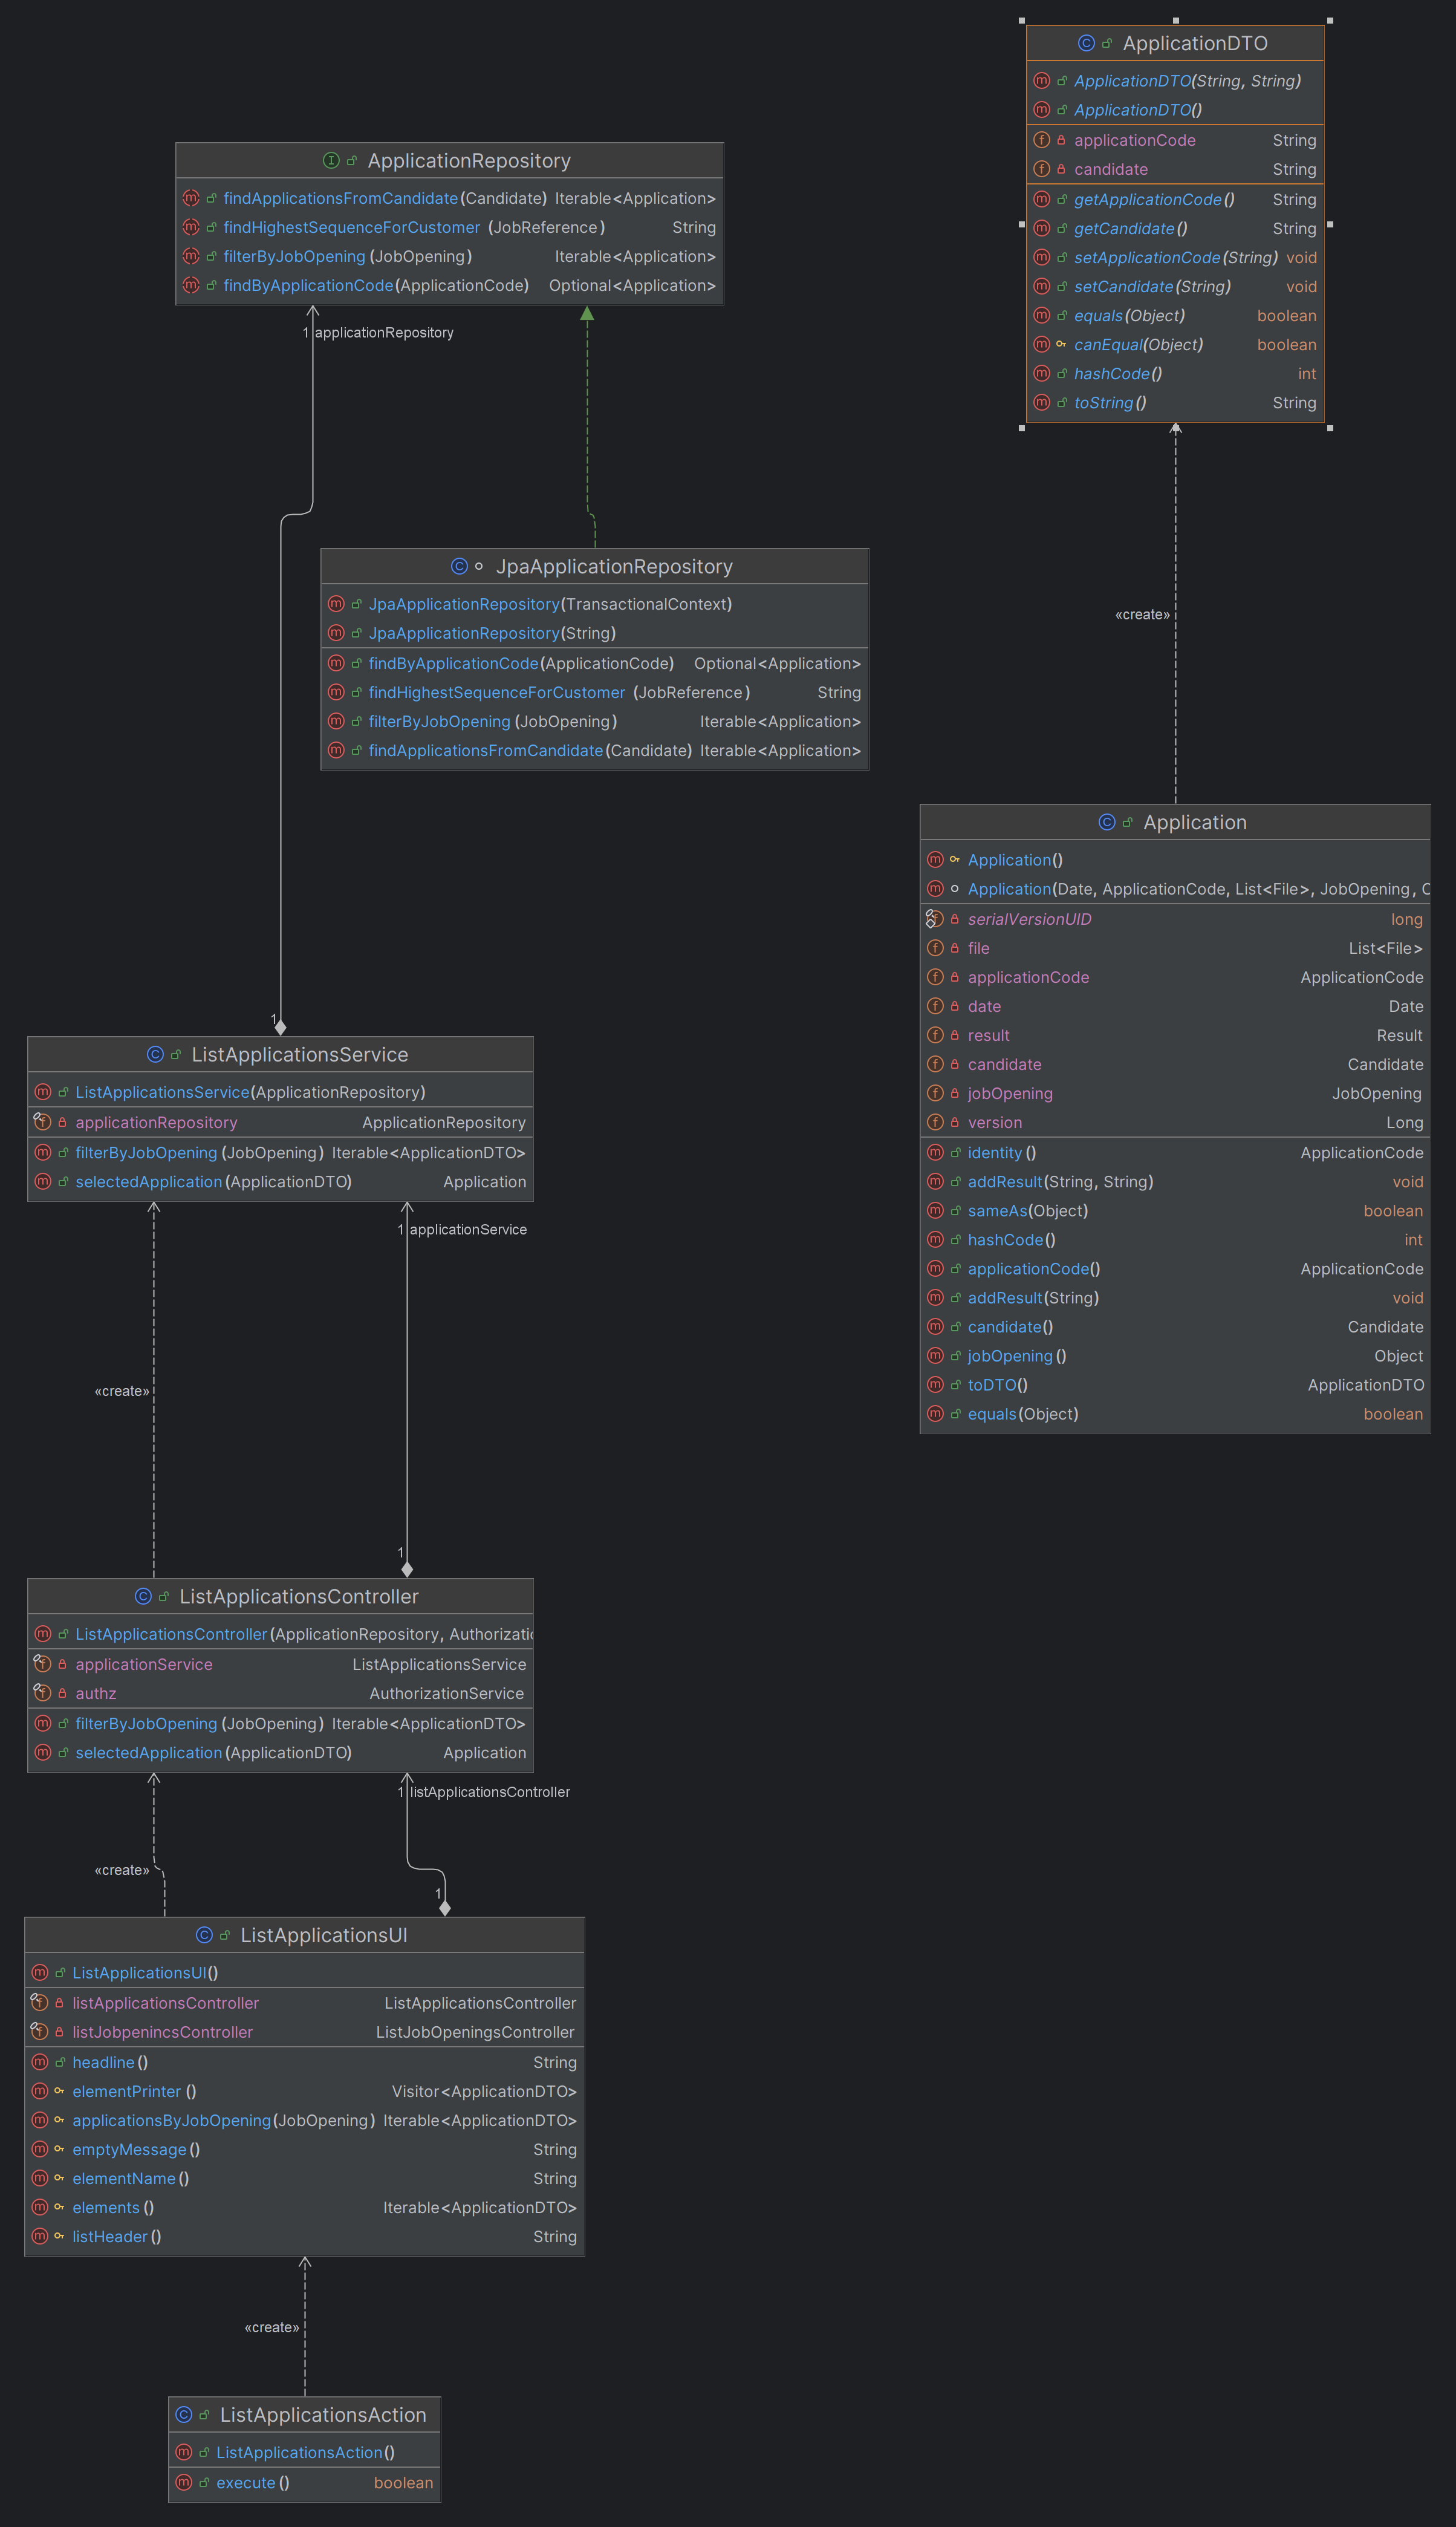 ApplicationDTO
ApplicationDTO(String, String)
ApplicationDTO()
applicationCode String
candidate String
getApplicationCode() String
getCandidate() String
setApplicationCode(String) void
setCandidate(String) void
equals(Object) boolean
canEqual(Object) boolean
hashCode() int
toString() String
ApplicationRepository
findApplicationsFromCandidate(Candidate) Iterable<Application>
findHighestSequenceForCustomer (JobReference) String
filterByJobOpening (JobOpening) Iterable<Application>
findByApplicationCode(ApplicationCode) Optional<Application>
1 applicationRepository
JpaApplicationRepository
JpaApplicationRepository(TransactionalContext)
JpaApplicationRepository(String)
findByApplicationCode(ApplicationCode) Optional<Application>
findHighestSequenceForCustomer (JobReference) String
filterByJobOpening (JobOpening) Iterable<Application>
findApplicationsFromCandidate(Candidate) Iterable<Application>
«create»
Application
Application()
Application(Date, ApplicationCode, List<File>, JobOpening, C
serialVersionUID long
file List<File>
applicationCode ApplicationCode
date Date
result Result
candidate Candidate
jobOpening JobOpening
version Long
identity () ApplicationCode
addResult(String, String) void
sameAs(Object) boolean
hashCode() int
applicationCode() ApplicationCode
addResult(String) void
candidate() Candidate
jobOpening () Object
toDTO() ApplicationDTO
equals(Object) boolean
1
ListApplicationsService
ListApplicationsService(ApplicationRepository)
applicationRepository ApplicationRepository
filterByJobOpening (JobOpening) Iterable<ApplicationDTO>
selectedApplication(ApplicationDTO) Application
1 applicationService
«create»
1
ListApplicationsController
ListApplicationsController(ApplicationRepository, Authorizatio
applicationService ListApplicationsService
authz AuthorizationService
filterByJobOpening (JobOpening) Iterable<ApplicationDTO>
selectedApplication(ApplicationDTO) Application
1 listApplicationsController
«create»
1
ListApplicationsUI
ListApplicationsUI()
listApplicationsController ListApplicationsController
listJobpenincsController ListJobOpeningsController
headline() String
elementPrinter () Visitor<ApplicationDTO>
applicationsByJobOpening(JobOpening) Iterable<ApplicationDTO>
emptyMessage() String
elementName() String
elements () Iterable<ApplicationDTO>
listHeader() String
«create»
ListApplicationsAction
ListApplicationsAction()
execute () boolean